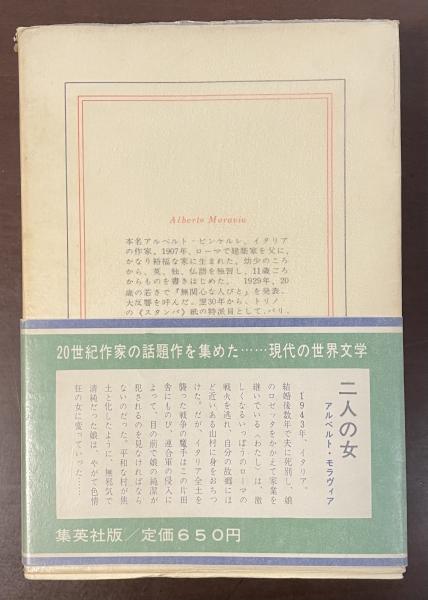 Alberto Moravia
本名アルベルト・ピンケルレ、イタリア
の作家。1907年、ローマで建築家を父に、
かなり裕福な家に生まれた。幼少のころ
から、英、独、仏語を独習し、11歳ごろ
からものを書きはじめた。1929年、20
歳の若さで『無関心な人びと』を発表、
大反響を呼んだ。翌30年から、トリノ
の《スタンパ》紙の特派員として、パリ、
20世紀作家の話題作を集めた……現代の世界文学
二人の女
アルベルト・モラヴィア
1943年、イタリア。
結婚後数年で夫に死別し、娘
のロゼッタをかかえて家業を
継いでいる〈わたし〉は、激
しくなるいっぽうのローマの
戦火を逃れ、自分の故郷には
ど近いある山村に身をおちつ
けた。だが、イタリア全土を
襲った戦争の魔手はこの片田
舎にものび、連合軍の侵入に
よって、目の前で娘の純潔が
犯されるのを見なければなら
ないのだった。平和な村が焦
土と化したように、無邪気で
清純だった娘は、やがて色情
狂の女に変っていった…
集英社版/定価650円